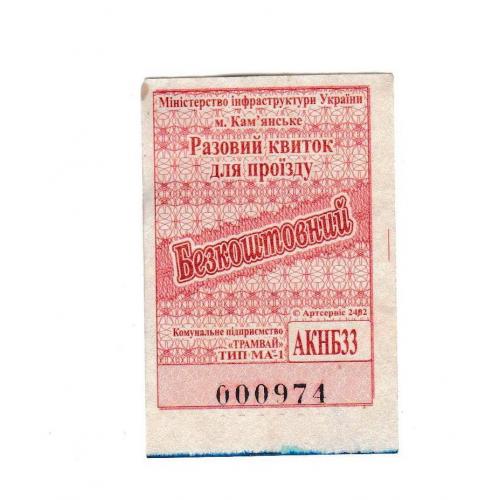 Міністерство інфраструктури України
м. Кам'янське
Разовий квиток
для проїзду
Безкоштовний
© Артсервіс 2402
Комунальне підприємство
«ТРАМВАЙ»
ТИП МА-1
АКНБ33
000974